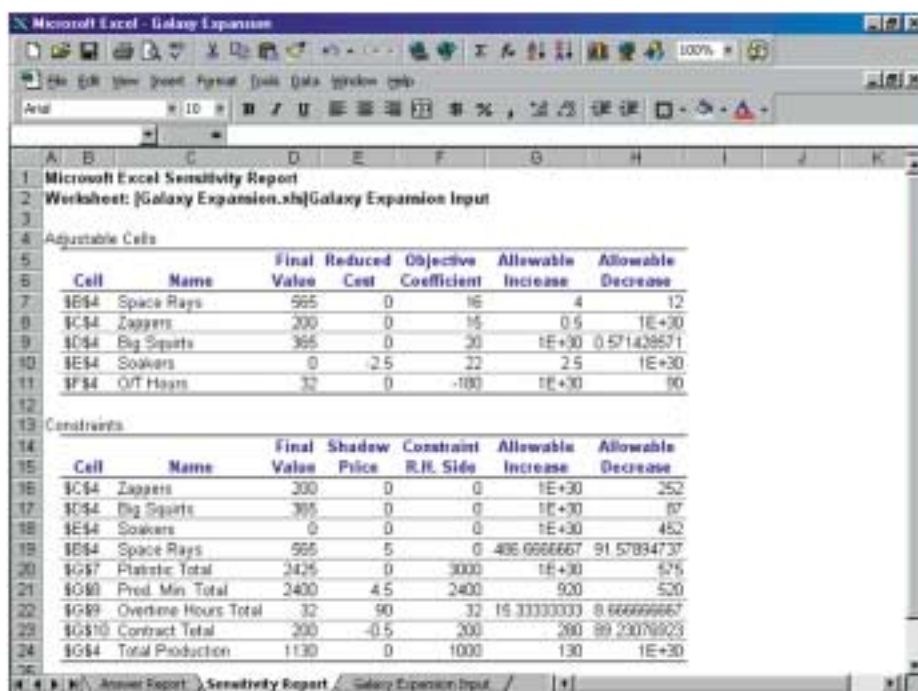 Microsoft Excel - Galaxy Expansion
100%
File Edit View Insert Format Tools Data Window Help
Arial 10 B I U $ % ,
=
A B C D E F G H I J K
1 Microsoft Excel Sensitivity Report
2 Worksheet: [Galaxy Expansion.xls]Galaxy Expansion Input
3
4 Adjustable Cells
5 Final Reduced Objective Allowable Allowable
6 Cell Name Value Cost Coefficient Increase Decrease
7 $B$4 Space Rays 565 0 16 4 12
8 $C$4 Zappers 200 0 15 0.5 1E+30
9 $D$4 Big Squirts 365 0 20 1E+30 0.571428571
10 $E$4 Soakers 0 -2.5 22 2.5 1E+30
11 $F$4 O/T Hours 32 0 -180 1E+30 90
12
13 Constraints
14 Final Shadow Constraint Allowable Allowable
15 Cell Name Value Price R.H. Side Increase Decrease
16 $C$4 Zappers 200 0 0 1E+30 252
17 $D$4 Big Squirts 365 0 0 1E+30 87
18 $E$4 Soakers 0 0 0 1E+30 452
19 $B$4 Space Rays 565 5 0 486.6666667 91.57894737
20 $G$7 Total 2425 0 3000 1E+30 575
21 $G$8 Prod. Min. Total 2400 4.5 2400 920 520
22 $G$9 Overtime Hours Total 32 90 32 15.33333333 8.666666667
23 $G$10 Contract Total 200 -0.5 200 280 89.23076923
24 $G$4 Total Production 1130 0 1000 130 1E+30
25
Answer Report Sensitivity Report Galaxy Expansion Input